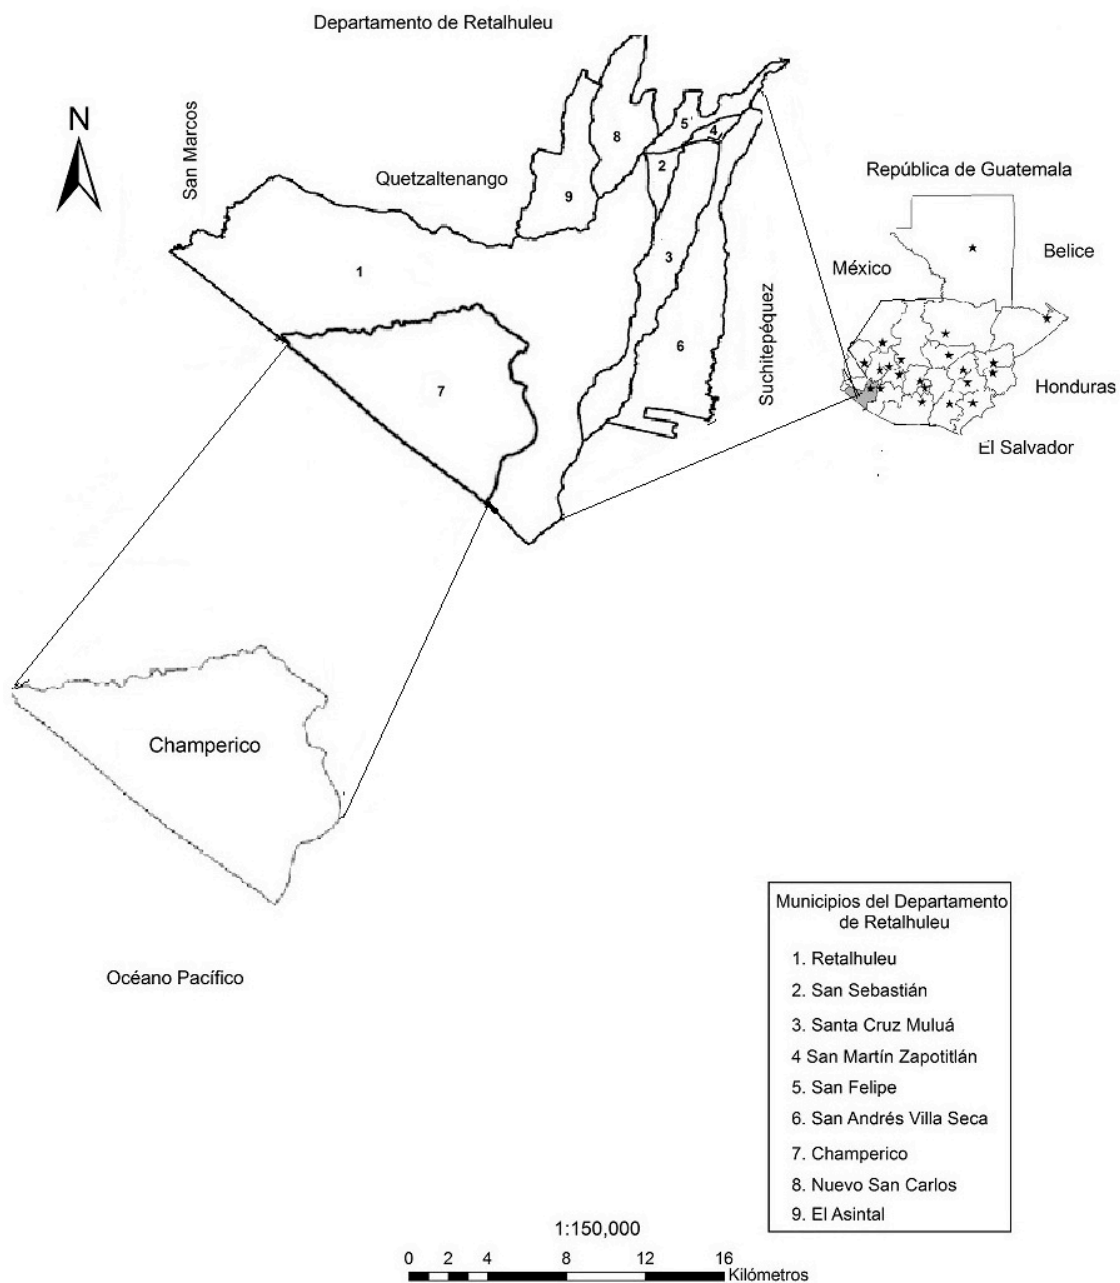 Departamento de Retalhuleu
N
San Marcos
Quetzaltenango
República de Guatemala
Belice
México
Suchitepéquez
Honduras
El Salvador
1
2
3
4
5
6
7
8
9
Champerico
Océano Pacífico
Municipios del Departamento
de Retalhuleu
1. Retalhuleu
2. San Sebastián
3. Santa Cruz Muluá
4 San Martín Zapotitlán
5. San Felipe
6. San Andrés Villa Seca
7. Champerico
8. Nuevo San Carlos
9. El Asintal
1:150,000
0 2 4 8 12 16
Kilómetros